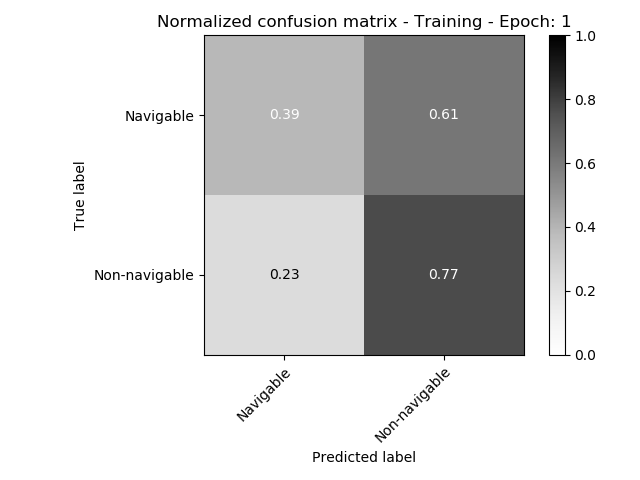 Normalized confusion matrix - Training - Epoch: 1
1.0
Navigable 0.39 0.61
0.8
0.6
True label
0.4
Non-navigable 0.23 0.77
0.2
0.0
Navigable
Non-navigable
Predicted label